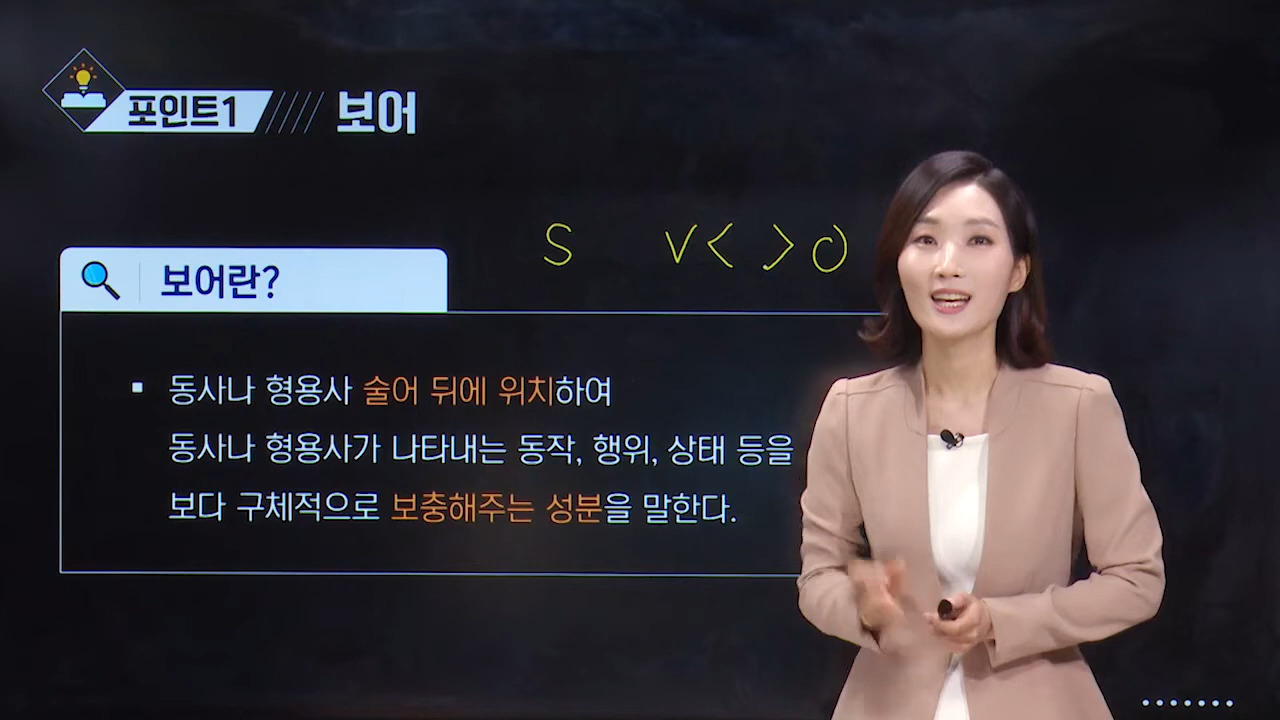 포인트1 보어
S V< >O
보어란?
동사나 형용사 술어 뒤에 위치하여
동사나 형용사가 나타내는 동작, 행위, 상태 등을
보다 구체적으로 보충해주는 성분을 말한다.